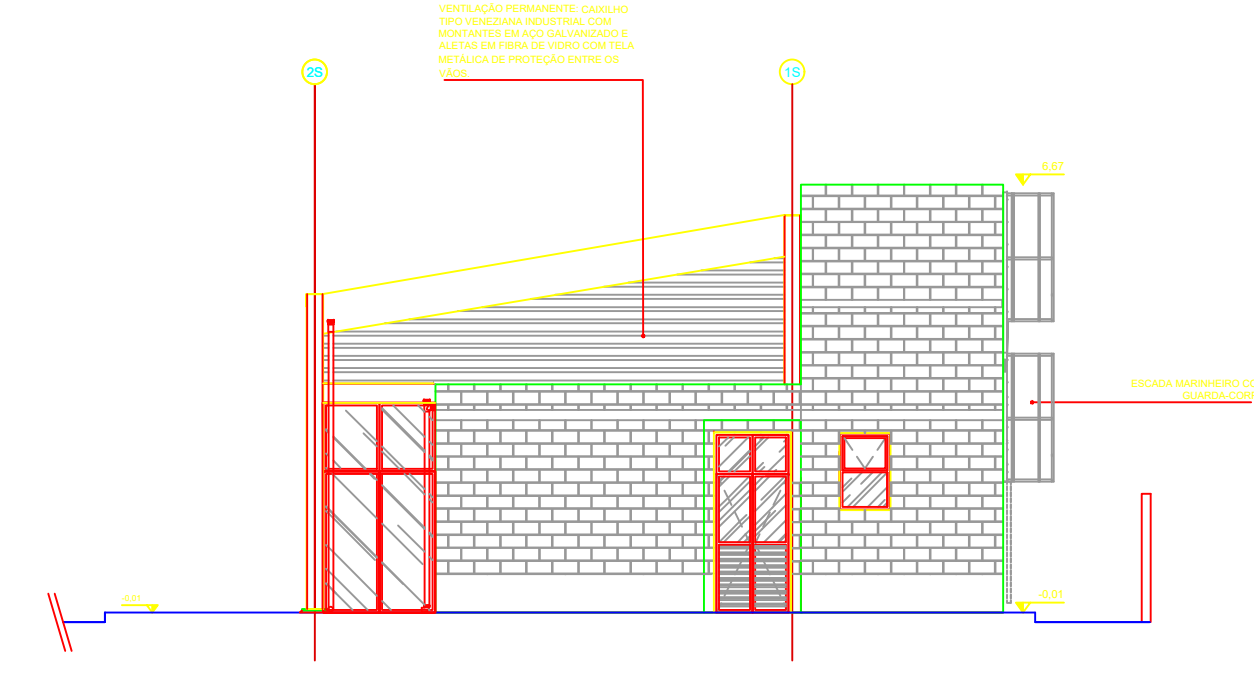 VENTILAÇÃO PERMANENTE: CAIXILHO
TIPO VENEZIANA INDUSTRIAL COM
MONTANTES EM AÇO GALVANIZADO E
ALETAS EM FIBRA DE VIDRO COM TELA
METÁLICA DE PROTEÇÃO ENTRE OS
VÃOS.
2S
1S
6,67
ESCADA MARINHEIRO CO
GUARDA-CORP
-0,01
-0,01